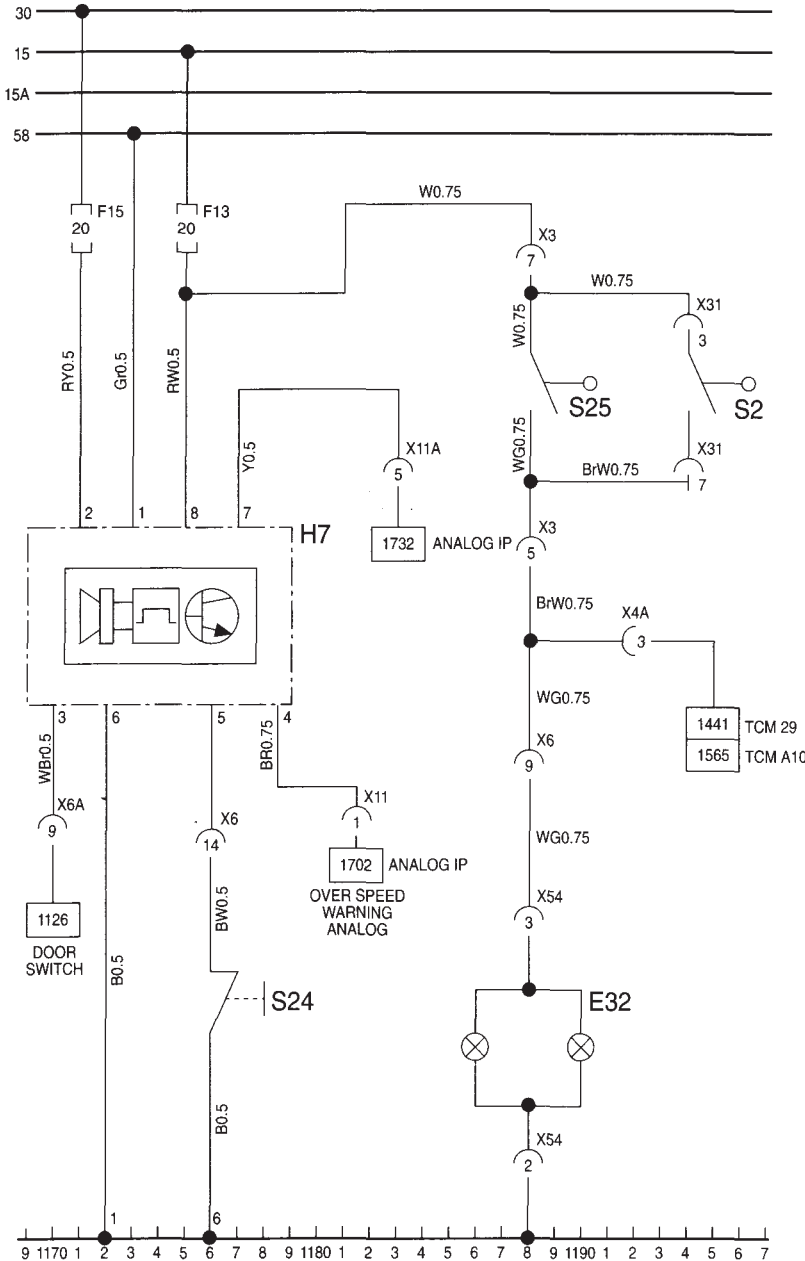 30
15
15A
58
W0.75
F15
F13
20
20
X3
7
W0.75
X31
W0.75
3
RY0.5
Gr0.5
RW0.5
S25
S2
Y0.5
X11A
5
WG0.75
X31
BrW0.75
7
2
1
8
7
H7
1732
ANALOG IP
X3
5
BrW0.75
X4A
3
3
6
5
4
WBr0.5
BR0.75
WG0.75
1441
TCM 29
1565
TCM A10
X6
9
X6A
9
X6
14
X11
1
WG0.75
1702
ANALOG IP
OVER SPEED
WARNING
ANALOG
BW0.5
X54
3
1126
DOOR
SWITCH
B0.5
S24
E32
B0.5
X54
2
1
6
9 1170 1 2 3 4 5 6 7 8 9 1180 1 2 3 4 5 6 7 8 9 1190 1 2 3 4 5 6 7